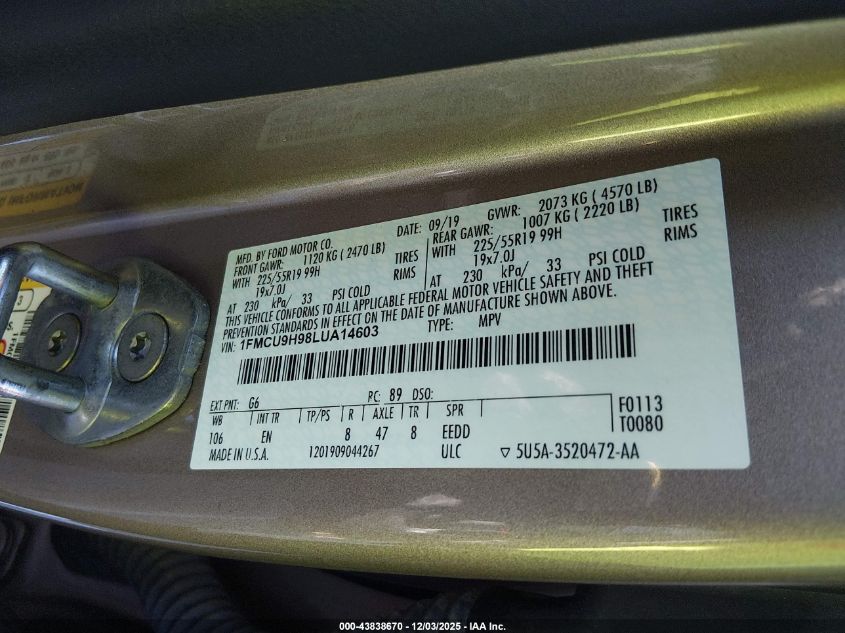 MFD. BY FORD MOTOR CO. DATE: 09/19 GVWR: 2073 KG ( 4570 LB)
FRONT GAWR: 1120 KG ( 2470 LB) REAR GAWR: 1007 KG ( 2220 LB)
WITH 225/55R19 99H TIRES WITH 225/55R19 99H TIRES
19x7.0J RIMS 19x7.0J RIMS
AT 230 kPa/ 33 PSI COLD AT 230 kPa/ 33 PSI COLD
THIS VEHICLE CONFORMS TO ALL APPLICABLE FEDERAL MOTOR VEHICLE SAFETY AND THEFT
PREVENTION STANDARDS IN EFFECT ON THE DATE OF MANUFACTURE SHOWN ABOVE.
VIN: 1FMCU9H98LUA14603 TYPE: MPV
EXT PNT: G6 PC: 89 DSO:
WB INT TR TP/PS R AXLE TR SPR F0113
106 EN 8 47 8 EEDD T0080
MADE IN U.S.A. 1201909044267 ULC ▽ 5U5A-3520472-AA
000-43838670 - 12/03/2025 - IAA Inc.